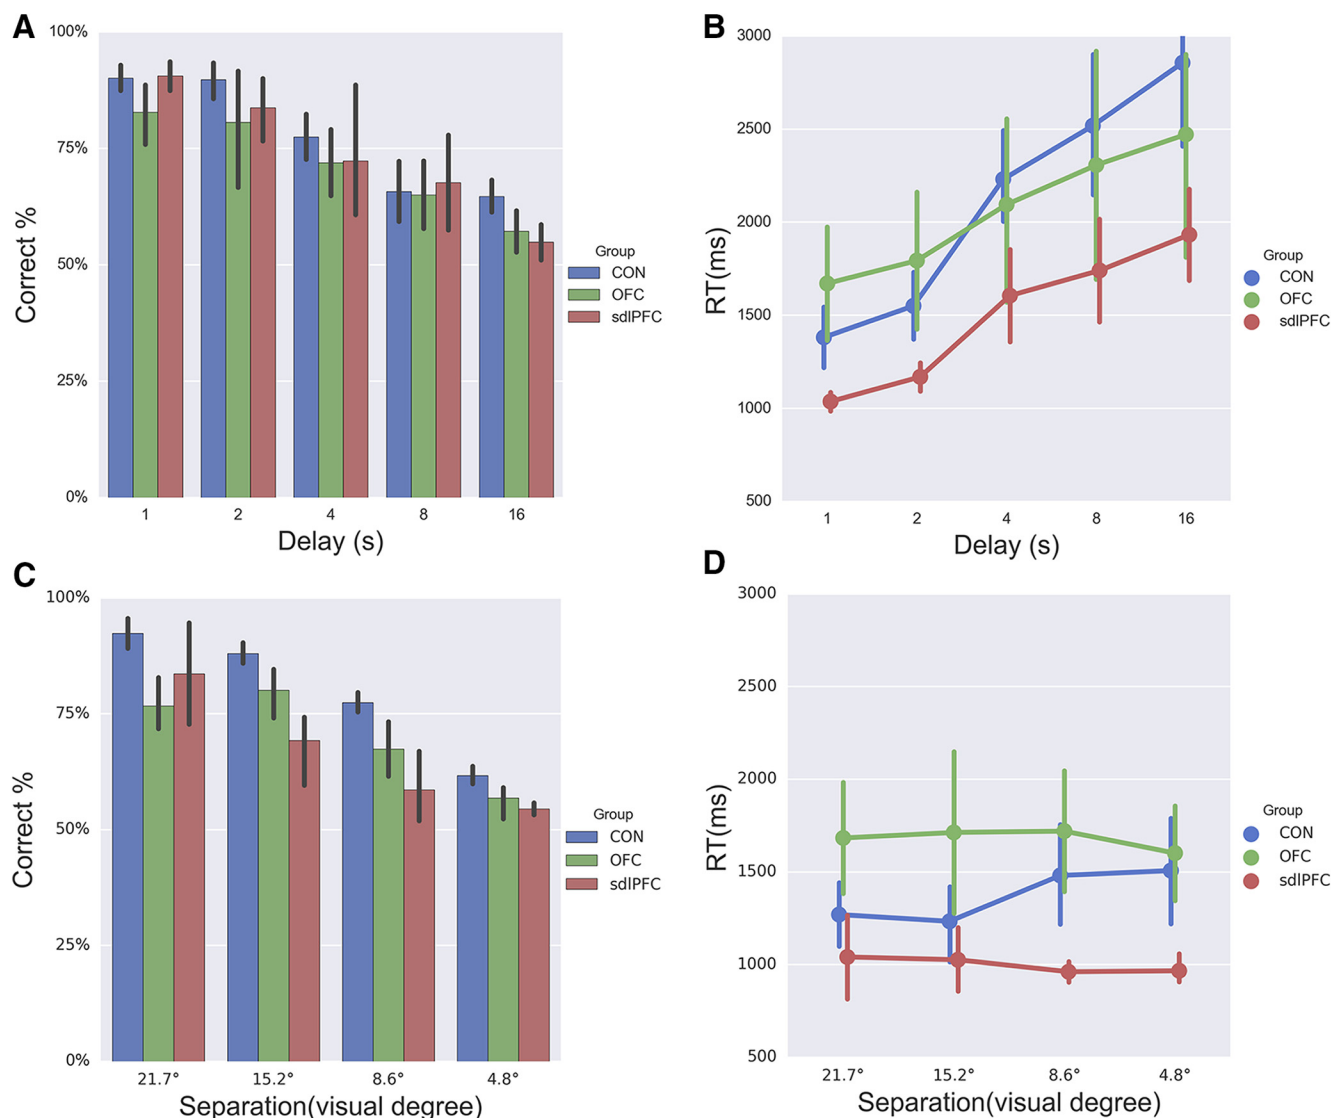 A
100%
75%
50%
25%
0%
Correct %
1 2 4 8 16
Delay (s)
Group
CON
OFC
sdlPFC
B
3000
2500
2000
1500
1000
500
RT(ms)
1 2 4 8 16
Delay (s)
Group
CON
OFC
sdlPFC
C
100%
75%
50%
25%
0%
Correct %
21.7° 15.2° 8.6° 4.8°
Separation(visual degree)
Group
CON
OFC
sdlPFC
D
3000
2500
2000
1500
1000
500
RT(ms)
21.7° 15.2° 8.6° 4.8°
Separation(visual degree)
Group
CON
OFC
sdlPFC